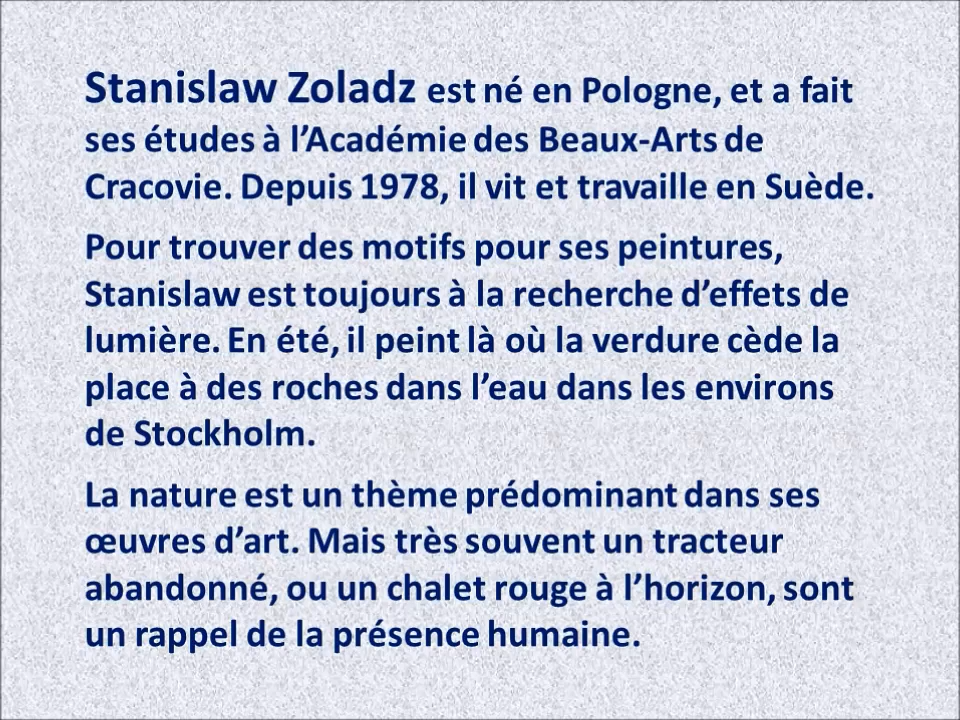 Stanislaw Zoladz est né en Pologne, et a fait
ses études à l’Académie des Beaux-Arts de
Cracovie. Depuis 1978, il vit et travaille en Suède.
Pour trouver des motifs pour ses peintures,
Stanislaw est toujours à la recherche d’effets de
lumière. En été, il peint là où la verdure cède la
place à des roches dans l’eau dans les environs
de Stockholm.
La nature est un thème prédominant dans ses
œuvres d’art. Mais très souvent un tracteur
abandonné, ou un chalet rouge à l’horizon, sont
un rappel de la présence humaine.